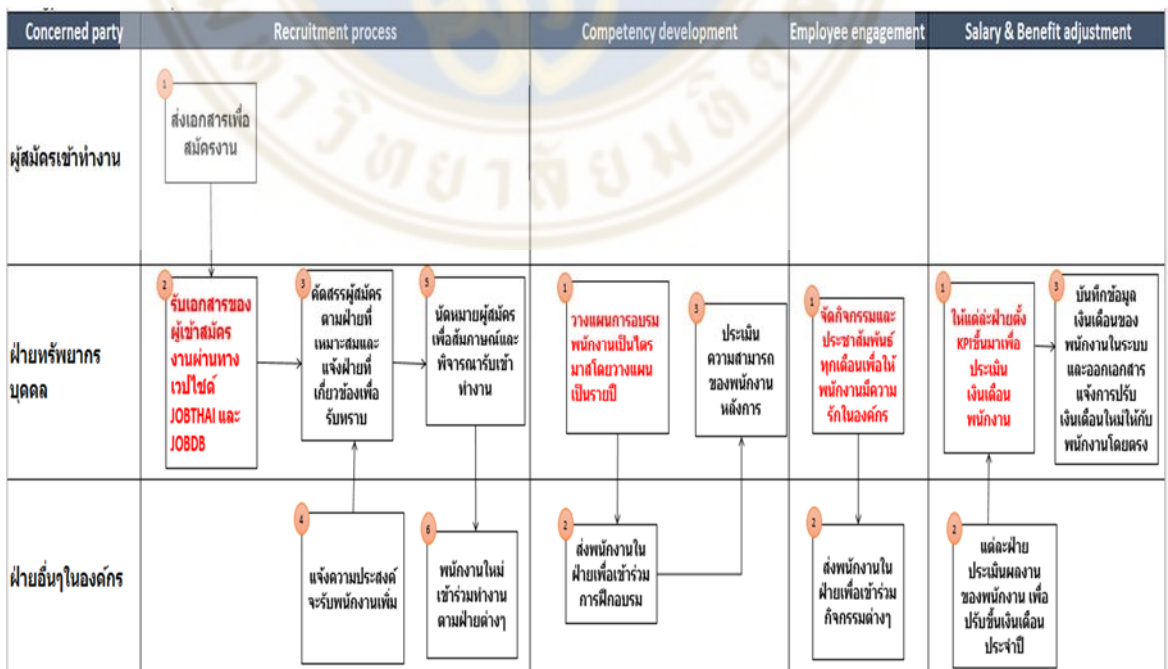 Concerned party
Recruitment process
Competency development
Employee engagement
Salary & Benefit adjustment
ผู้สมัครเข้าทำงาน
1
ส่งเอกสารเพื่อ
สมัครงาน
ฝ่ายทรัพยากร
บุคคล
2
รับเอกสารของ
ผู้เข้าสมัคร
งานผ่านทาง
เวปไซด์
JOBTHAI และ
JOBDB
3
คัดสรรผู้สมัคร
ตามฝ่ายที่
เหมาะสมและ
แจ้งฝ่ายที่
เกี่ยวข้องเพื่อ
รับทราบ
5
นัดหมายผู้สมัคร
เพื่อสัมภาษณ์และ
พิจารณารับเข้า
ทำงาน
1
วางแผนการอบรม
พนักงานเป็นไตร
มาสโดยวางแผน
เป็นรายปี
3
ประเมิน
ความสามารถ
ของพนักงาน
หลังการ
1
จัดกิจกรรมและ
ประชาสัมพันธ์
ทุกเดือนเพื่อให้
พนักงานมีความ
รักในองค์กร
1
ให้แต่ล่ะฝ่ายตั้ง
KPIขึ้นมาเพื่อ
ประเมิน
เงินเดือน
พนักงาน
3
บันทึกข้อมูล
เงินเดือนของ
พนักงานในระบบ
และออกเอกสาร
แจ้งการปรับ
เงินเดือนใหม่ให้กับ
พนักงานโดยตรง
ฝ่ายอื่นๆในองค์กร
4
แจ้งความประสงค์
จะรับพนักงานเพิ่ม
6
พนักงานใหม่
เข้าร่วมทำงาน
ตามฝ่ายต่างๆ
2
ส่งพนักงานใน
ฝ่ายเพื่อเข้าร่วม
การฝึกอบรม
2
ส่งพนักงานใน
ฝ่ายเพื่อเข้าร่วม
กิจกรรมต่างๆ
2
แต่ละฝ่าย
ประเมินผลงาน
ของพนักงาน เพื่อ
ปรับขึ้นเงินเดือน
ประจำปี